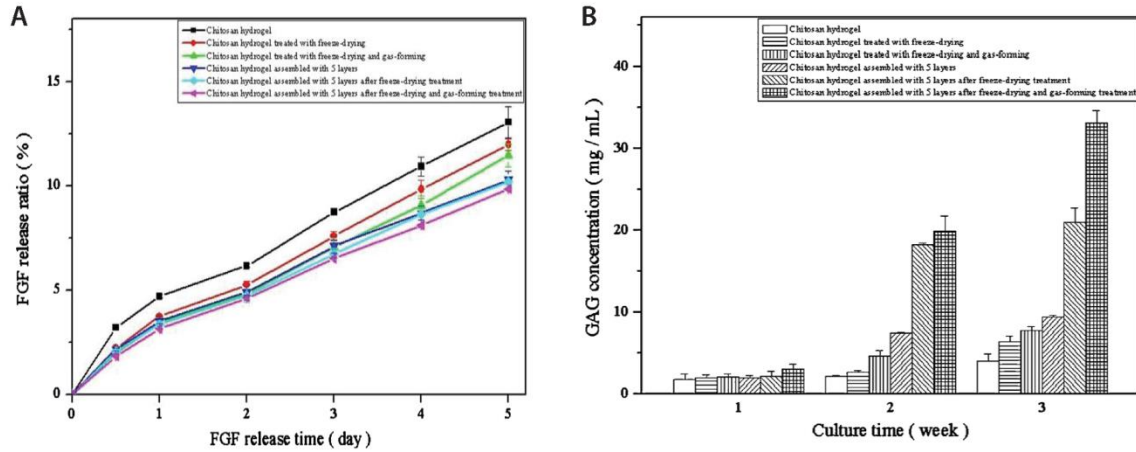 A
Chitosan hydrogel
Chitosan hydrogel treated with freeze-drying
Chitosan hydrogel treated with freeze-drying and gas-forming
Chitosan hydrogel assembled with 5 layers
Chitosan hydrogel assembled with 5 layers after freeze-drying treatment
Chitosan hydrogel assembled with 5 layers after freeze-drying and gas-forming treatment
FGF release ratio ( % )
15
10
5
0
0 1 2 3 4 5
FGF release time ( day )
B
Chitosan hydrogel
Chitosan hydrogel treated with freeze-drying
Chitosan hydrogel treated with freeze-drying and gas-forming
Chitosan hydrogel assembled with 5 layers
Chitosan hydrogel assembled with 5 layers after freeze-drying treatment
Chitosan hydrogel assembled with 5 layers after freeze-drying and gas-forming treatment
GAG concentration ( mg / mL )
40
30
20
10
0
1 2 3
Culture time ( week )